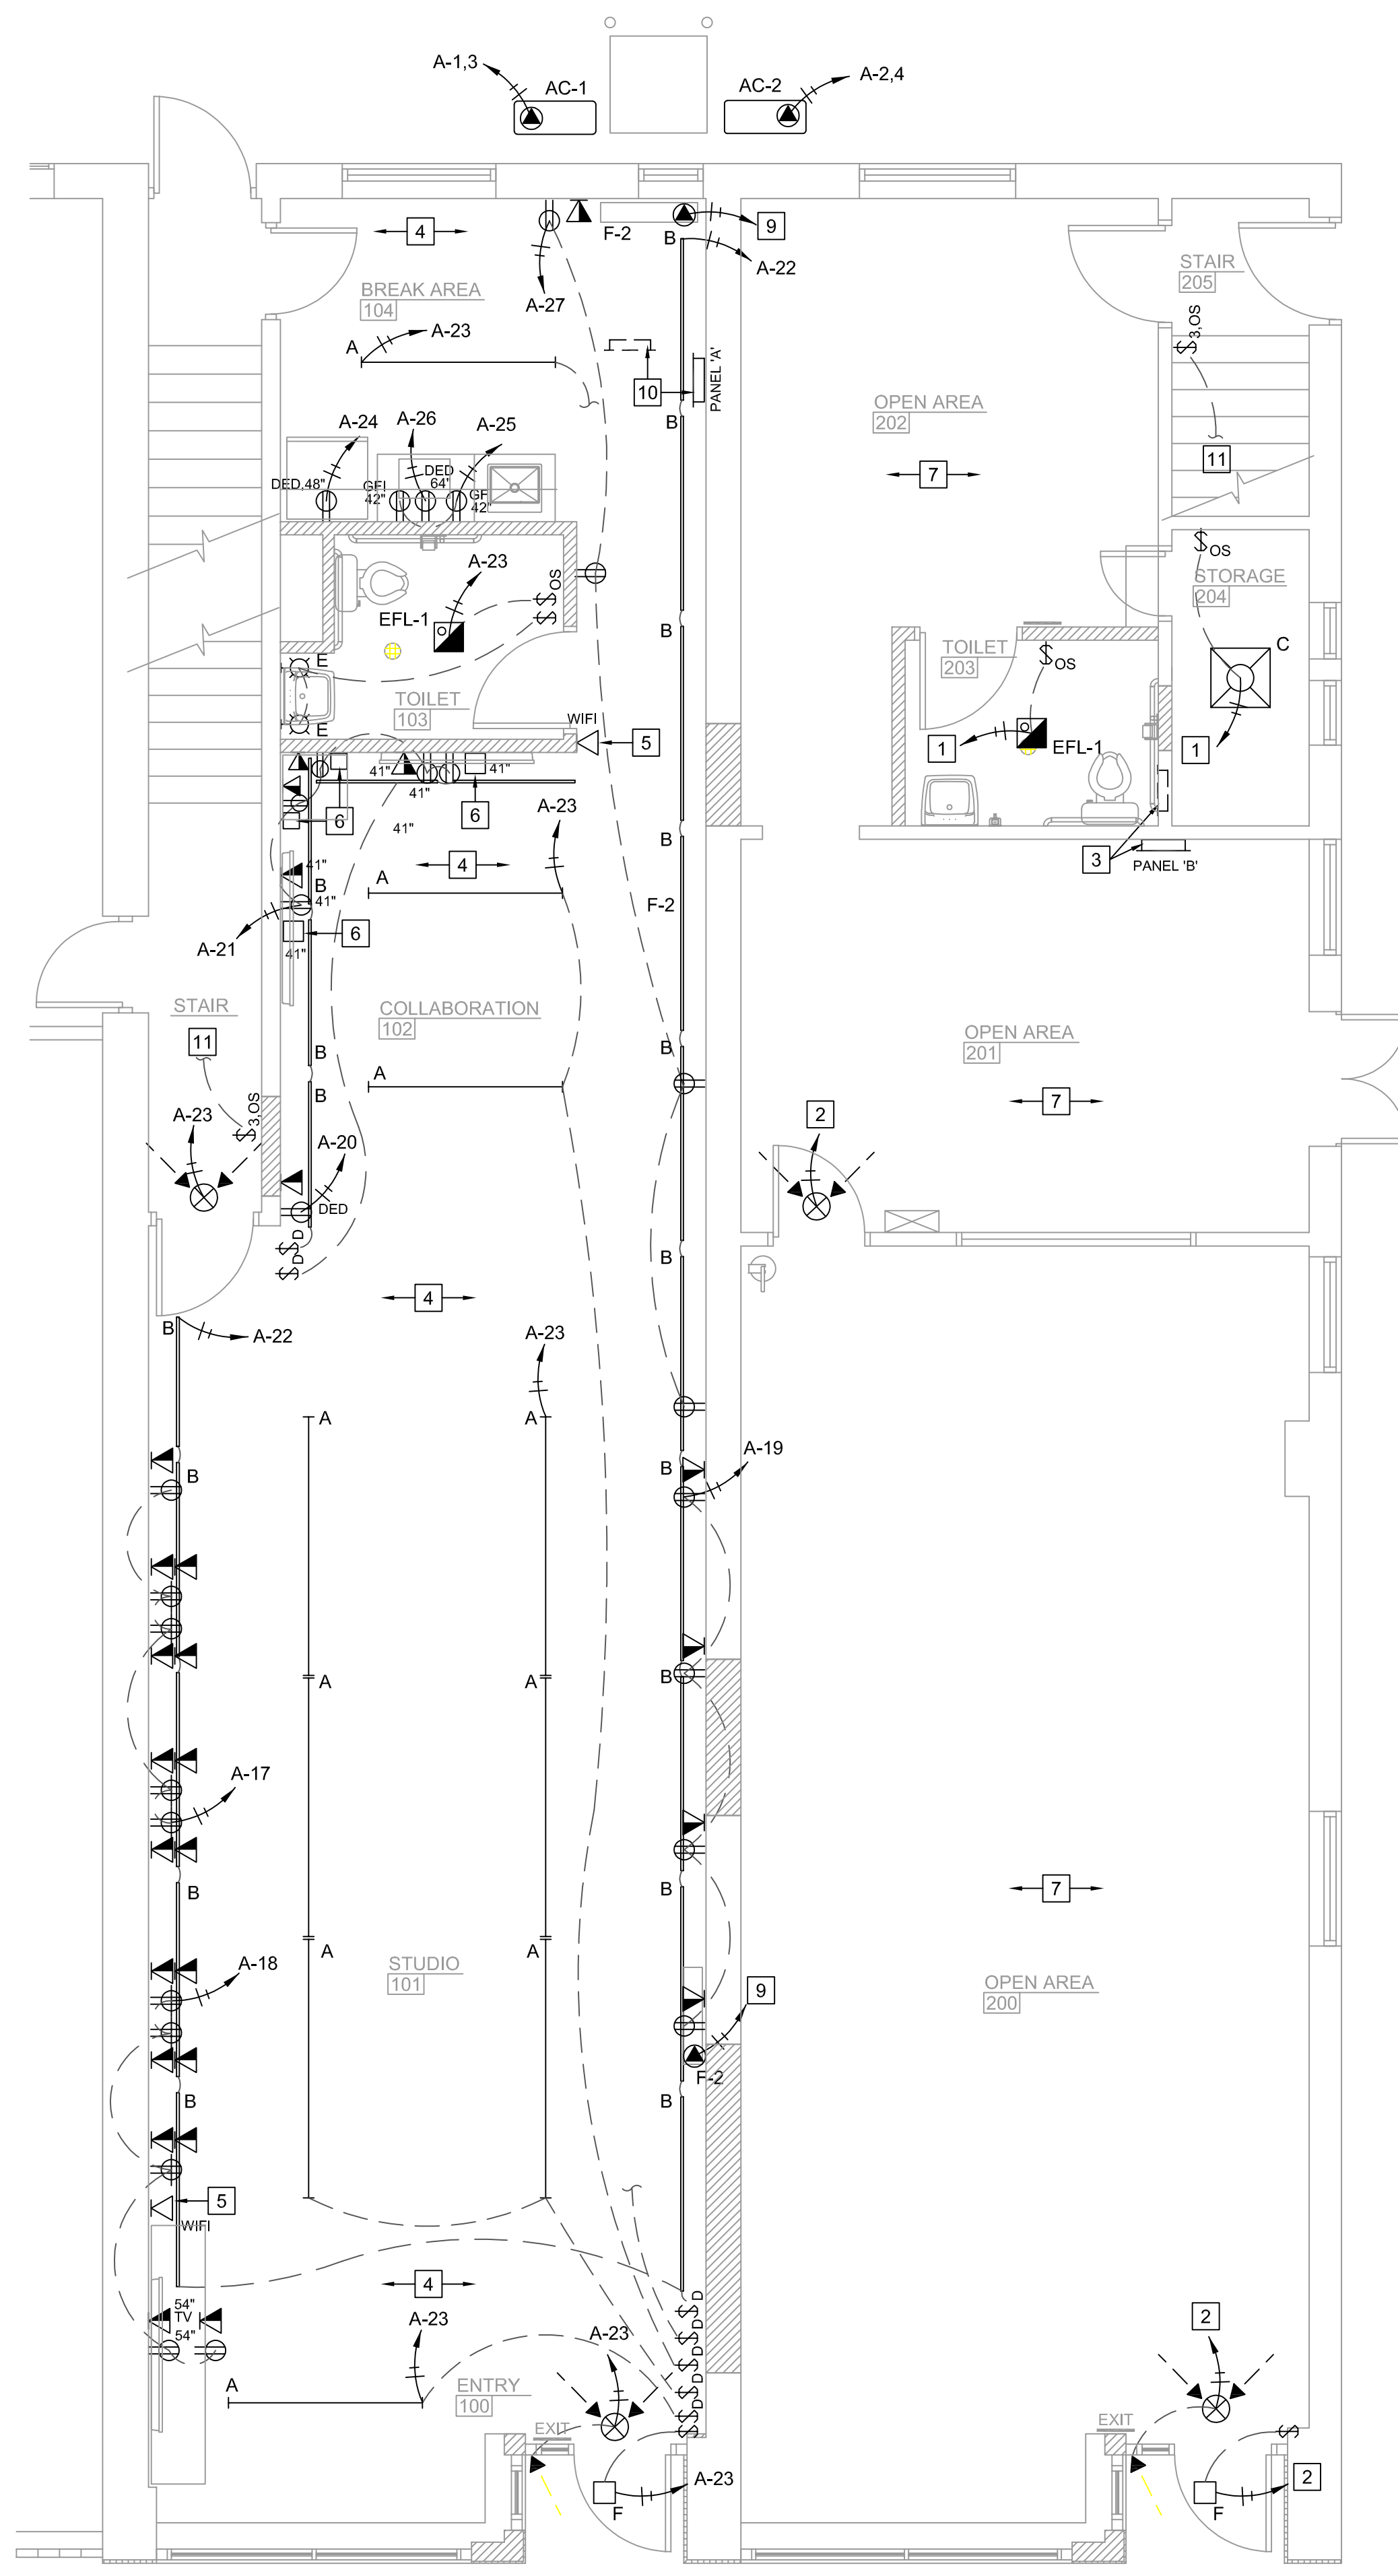 A-1,3
AC-1
AC-2
A-2,4
4
F-2
9
B
A-22
STAIR
205
BREAK AREA
104
A-27
A-23
A
3,OS
10
PANEL 'A'
OPEN AREA
202
B
A-24
A-26
A-25
11
7
DED,48"
GFI
42"
DED
64"
GF
42"
OS
A-23
OS
STORAGE
204
EFL-1
B
TOILET
203
OS
C
E
TOILET
103
E
WIFI
5
1
EFL-1
1
41"
41"
41"
6
6
A-23
41"
B
4
3
PANEL 'B'
41"
B
A
41"
F-2
A-21
6
41"
STAIR
COLLABORATION
102
OPEN AREA
201
11
B
B
A
B
7
A-23
3,OS
2
A-20
DED
D
D
B
4
B
A-22
A-23
A
A
A-19
B
B
A
A
B
A-17
B
B
A
A
A-18
STUDIO
101
9
OPEN AREA
200
7
F-2
B
B
5
WIFI
4
54"
TV
54"
D
D
D
D
D
A-23
A-23
2
A
ENTRY
100
EXIT
EXIT
A-23
F
2
F